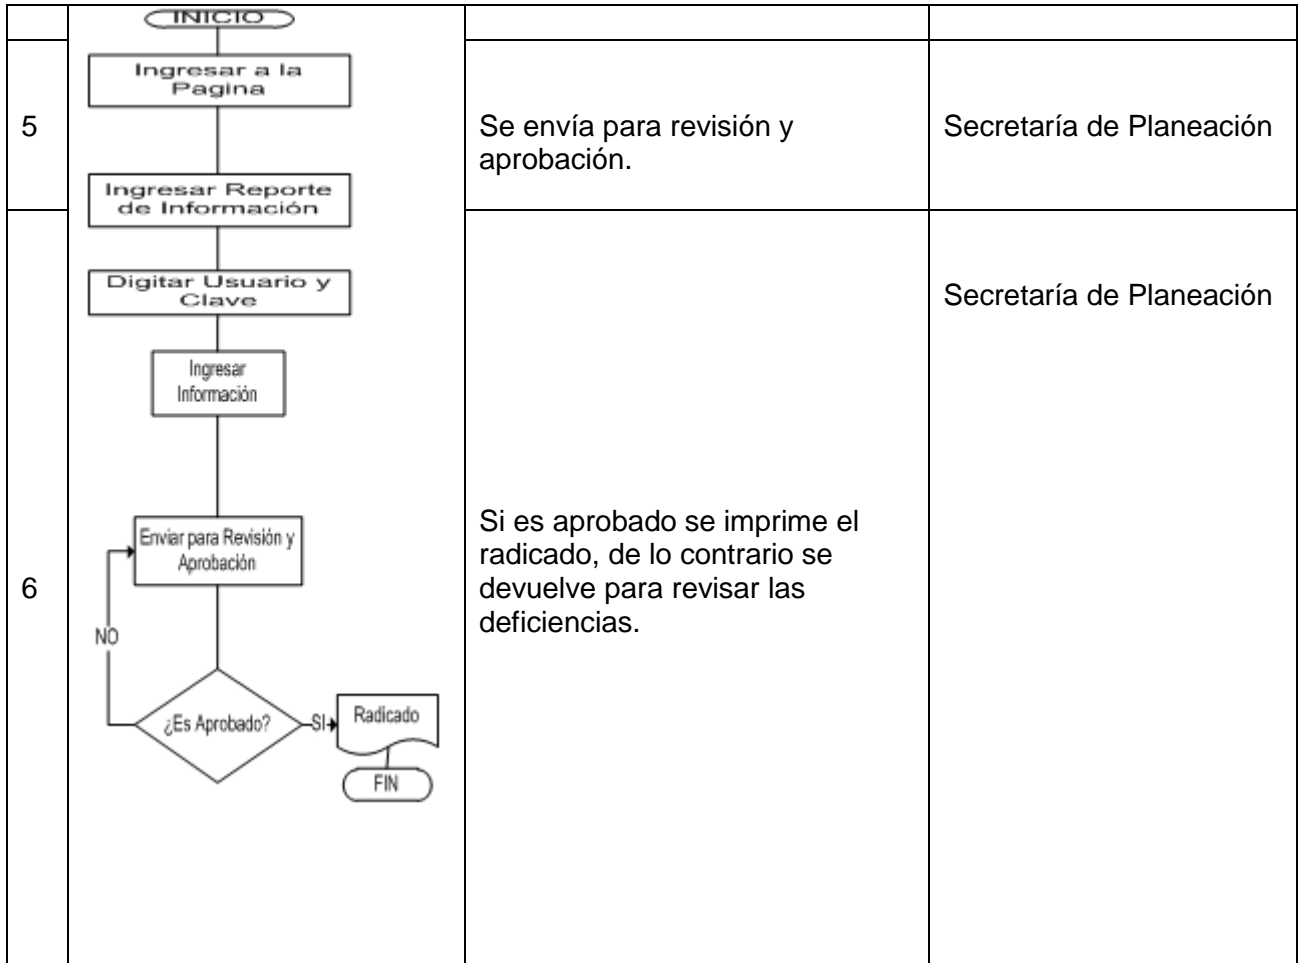 INICIO
Ingresar a la
Pagina
5
Se envía para revisión y
aprobación.
Secretaría de Planeación
Ingresar Reporte
de Información
Digitar Usuario y
Clave
Secretaría de Planeación
Ingresar
Información
Enviar para Revisión y
Aprobación
6
Si es aprobado se imprime el
radicado, de lo contrario se
devuelve para revisar las
deficiencias.
NO
¿Es Aprobado?
SI
Radicado
FIN